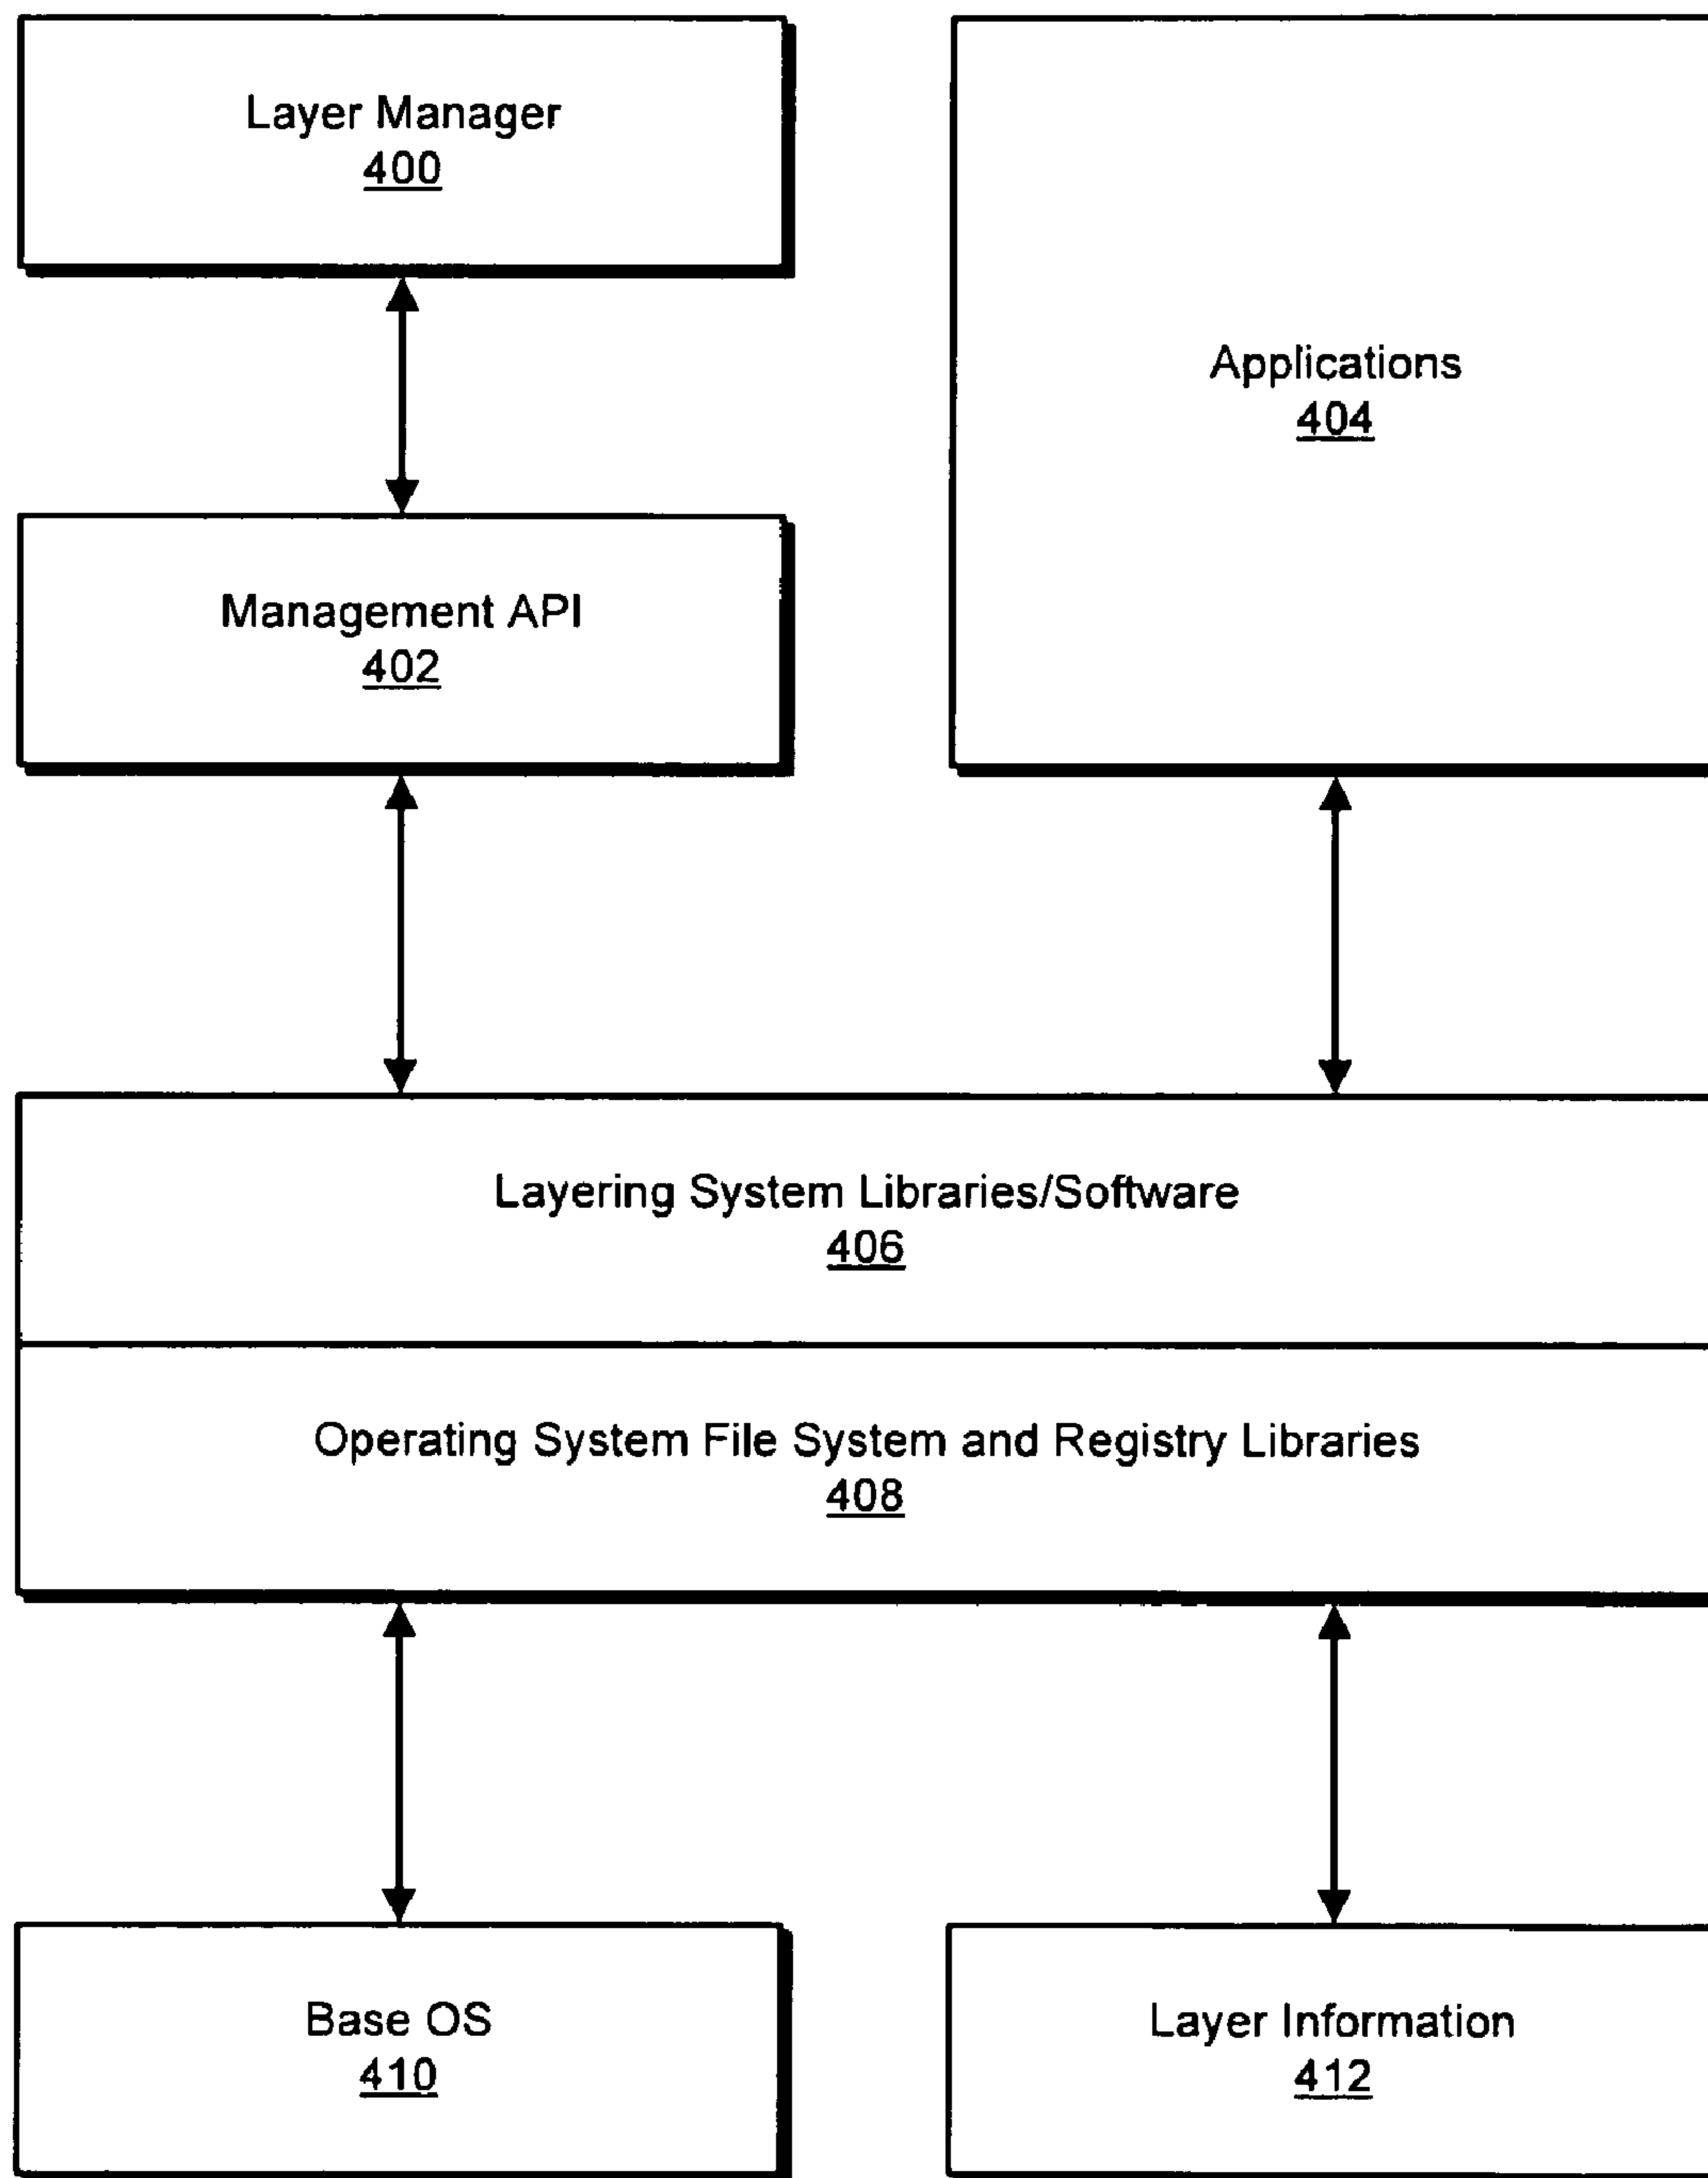 Layer Manager
400
Applications
404
Management API
402
Layering System Libraries/Software
406
Operating System File System and Registry Libraries
408
Base OS
410
Layer Information
412